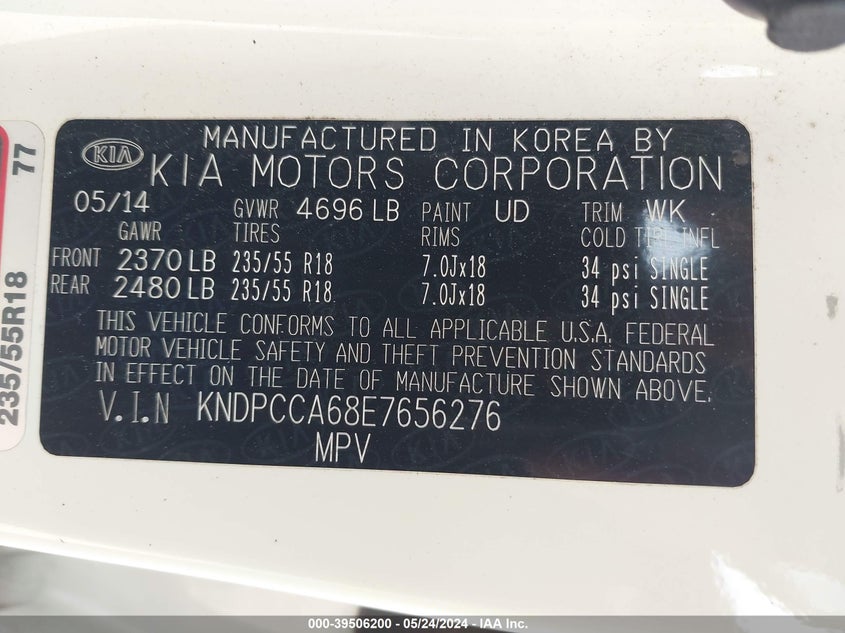 MANUFACTURED IN KOREA BY
KIA KIA MOTORS CORPORATION
05/14 GVWR 4696 LB PAINT UD TRIM WK
GAWR TIRES RIMS COLD TIRE INFL
FRONT 2370 LB 235/55 R18 7.0Jx18 34 psi SINGLE
REAR 2480 LB 235/55 R18 7.0Jx18 34 psi SINGLE
THIS VEHICLE CONFORMS TO ALL APPLICABLE U.S.A. FEDERAL
MOTOR VEHICLE SAFETY AND THEFT PREVENTION STANDARDS
IN EFFECT ON THE DATE OF MANUFACTURE SHOWN ABOVE.
V.I.N KNDPCCA68E7656276
MPV
235/55R18 77
000-39506200 - 05/24/2024 - IAA Inc.